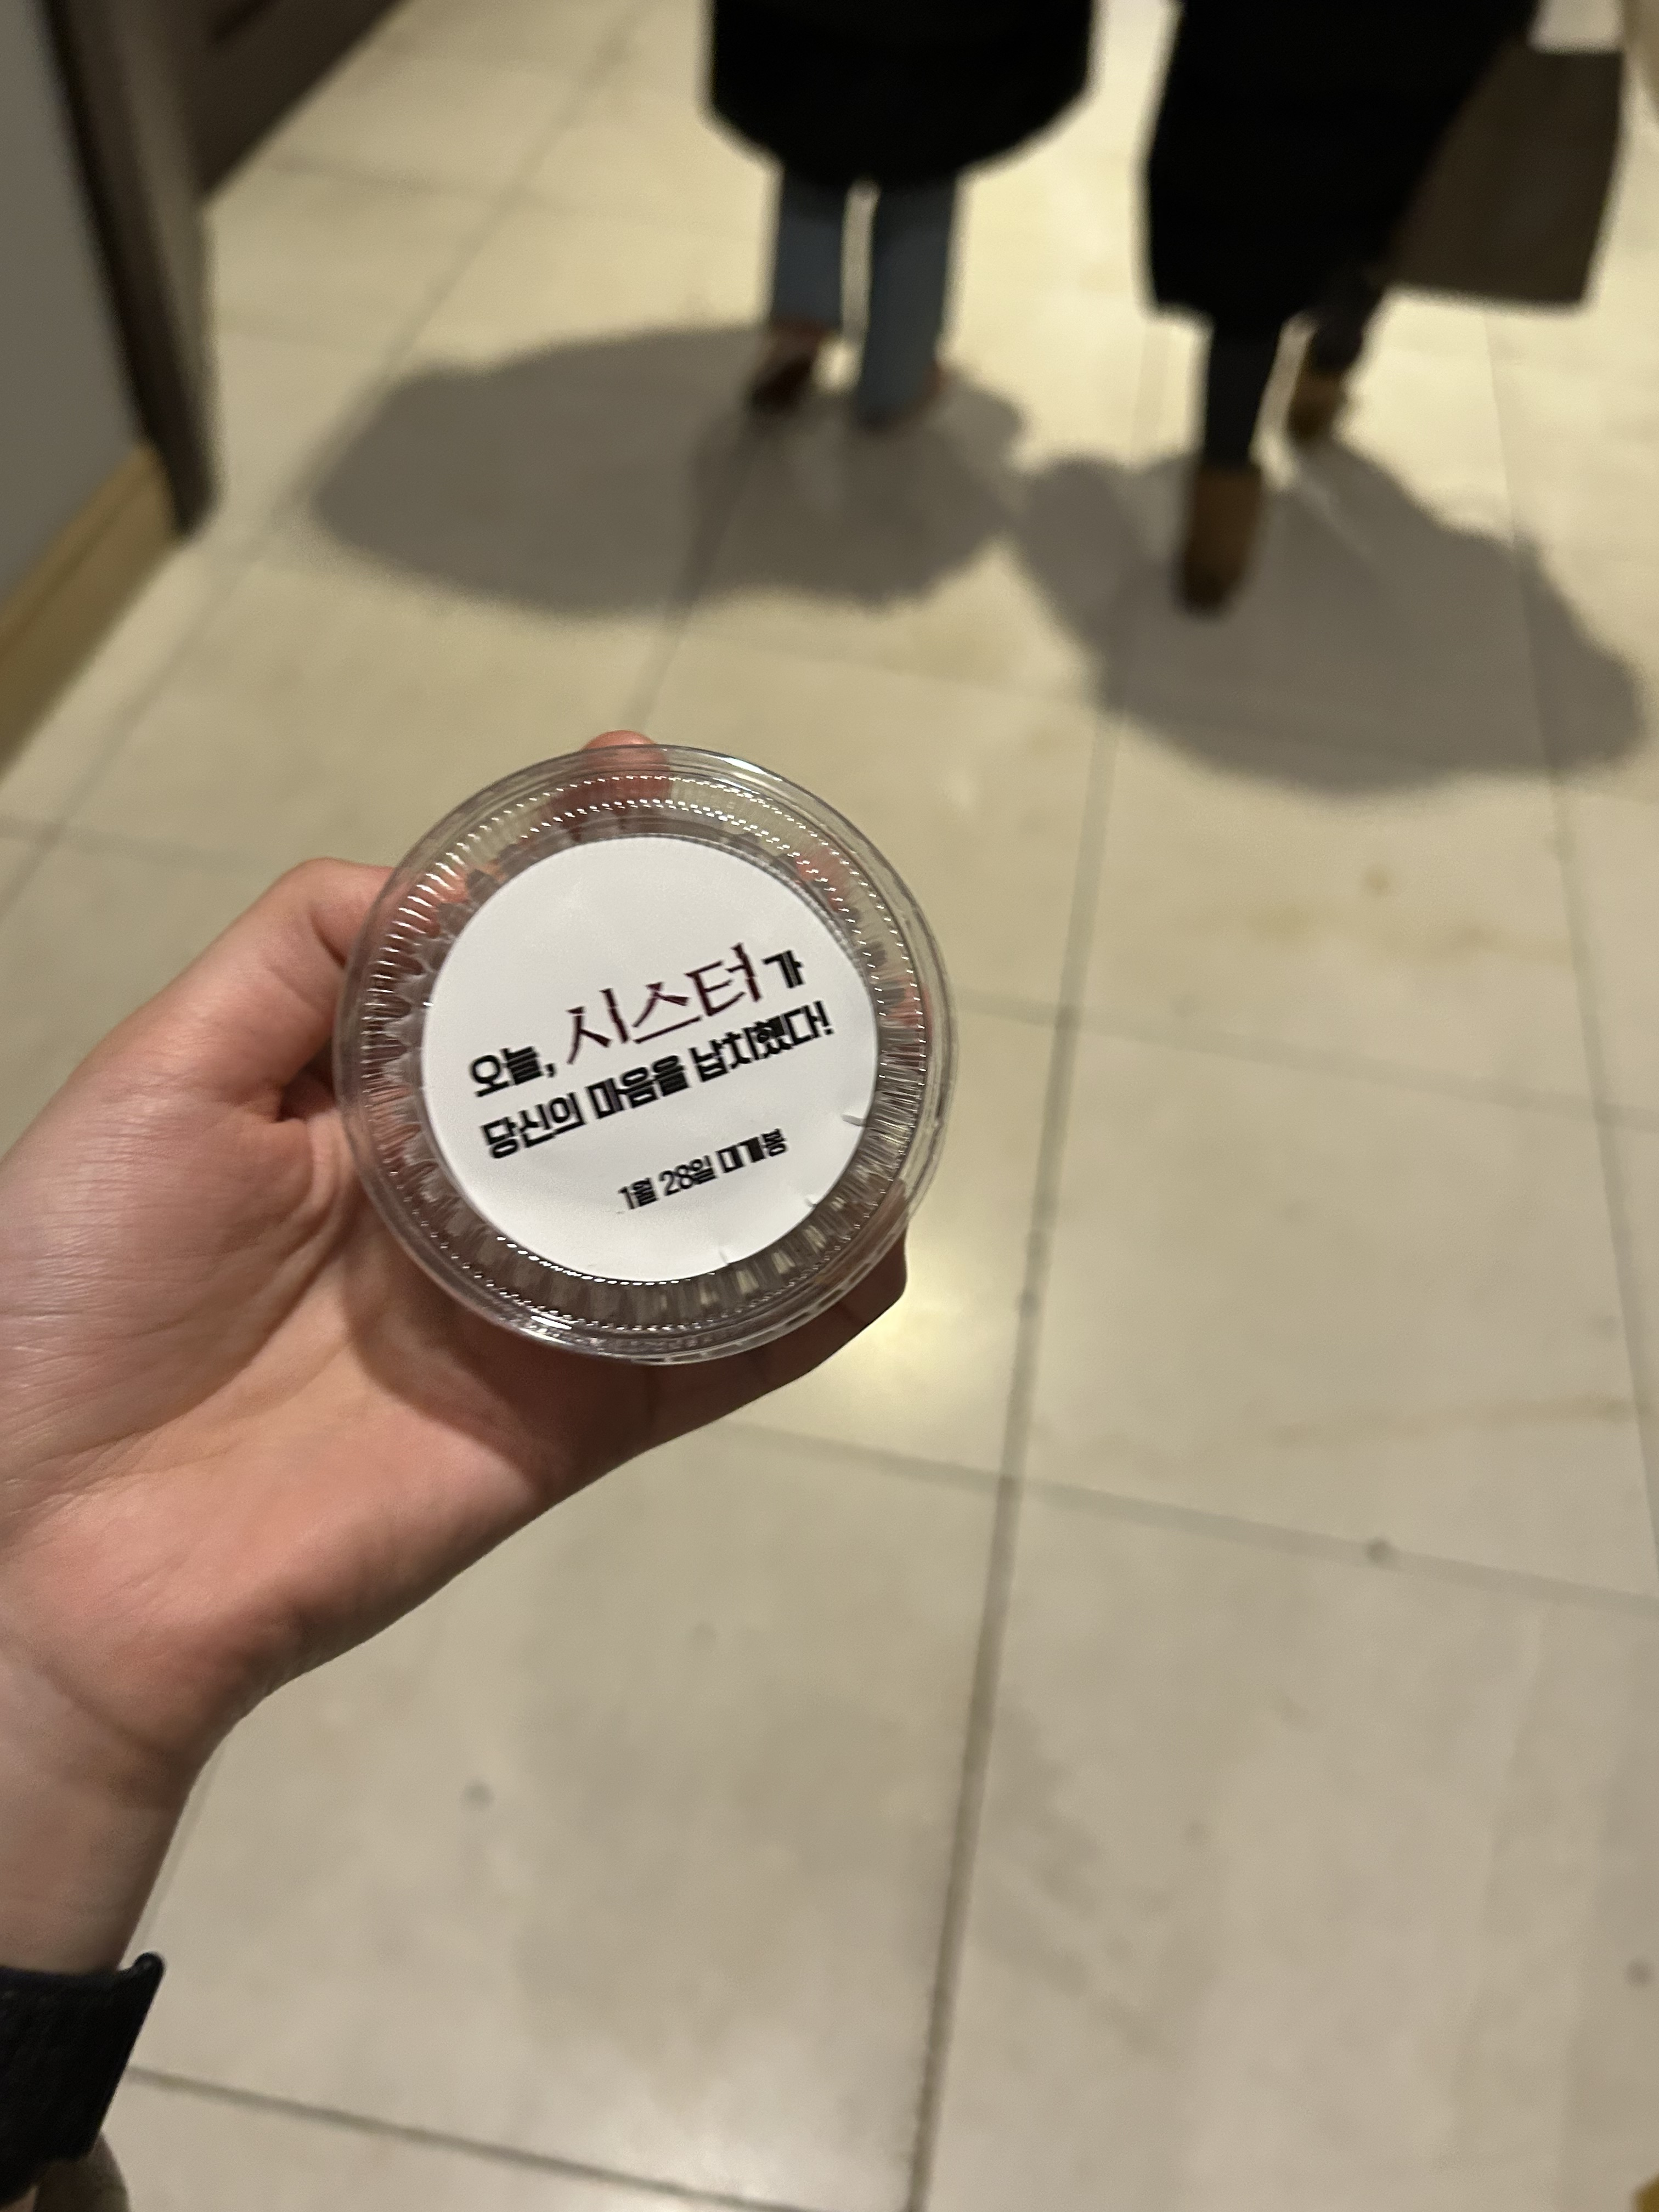 오늘, 시스터가
당신의 마음을 납치했다!
1월 28일 대개봉